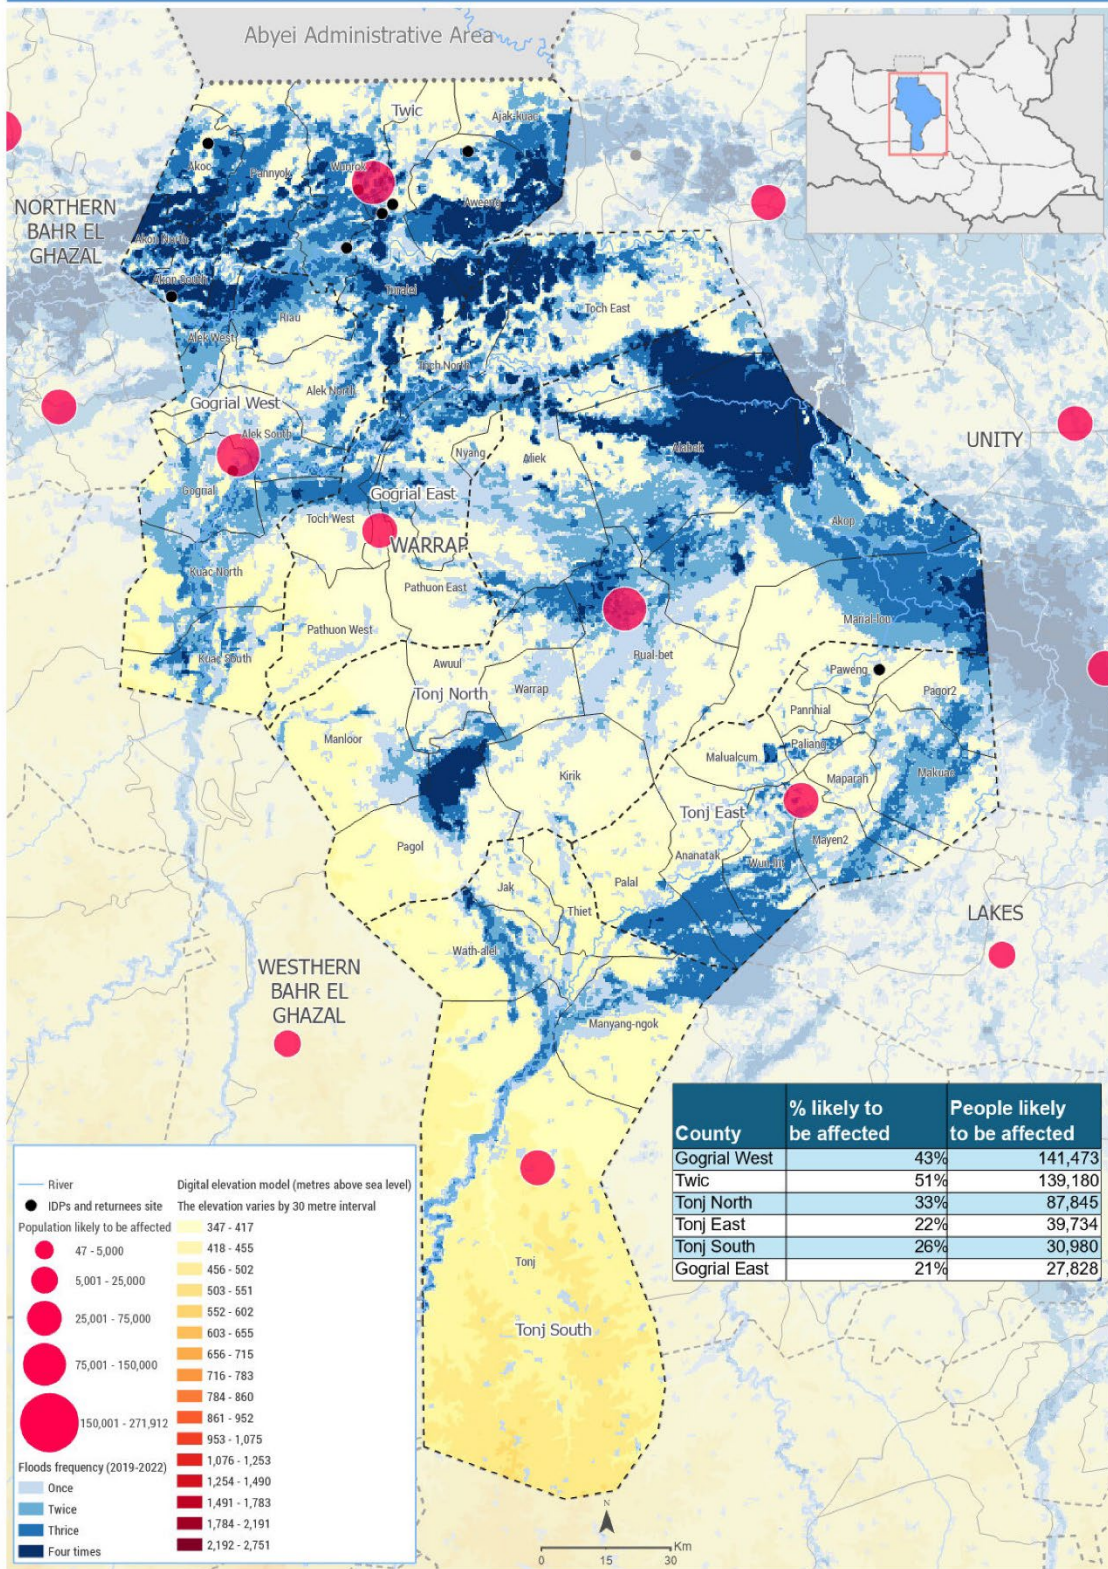 Abyei Administrative Area
Twic
Ajak-kuac
Akoc
Pannyok
Wunrok
Aweeng
NORTHERN
BAHR EL
GHAZAL
Akon North
Akon South
Turalei
Riau
Toch East
Alek West
Toch North
Alek North
Gogrial West
Alek South
UNITY
Alabek
Nyang
Aliek
Gogrial
Gogrial East
Toch West
Akop
WARRAP
Kuac North
Pathuon East
Marial-lou
Pathuon West
Kuac South
Rual-bet
Awuul
Paweng
Warrap
Tonj North
Pagor2
Pannhial
Manloor
Paliang
Malualcum
Makuac
Kirik
Maparah
Tonj East
Mayen2
Pagol
Ananatak
Wun-lit
Jak
Palal
Thiet
LAKES
Wath-alel
WESTHERN
BAHR EL
GHAZAL
Manyang-ngok
Tonj
Tonj South
County % likely to be affected People likely to be affected
Gogrial West 43% 141,473
Twic 51% 139,180
Tonj North 33% 87,845
Tonj East 22% 39,734
Tonj South 26% 30,980
Gogrial East 21% 27,828
River
IDPs and returnees site
Population likely to be affected
47 - 5,000
5,001 - 25,000
25,001 - 75,000
75,001 - 150,000
150,001 - 271,912
Floods frequency (2019-2022)
Once
Twice
Thrice
Four times
Digital elevation model (metres above sea level)
The elevation varies by 30 metre interval
347 - 417
418 - 455
456 - 502
503 - 551
552 - 602
603 - 655
656 - 715
716 - 783
784 - 860
861 - 952
953 - 1,075
1,076 - 1,253
1,254 - 1,490
1,491 - 1,783
1,784 - 2,191
2,192 - 2,751
N
Km
0 15 30